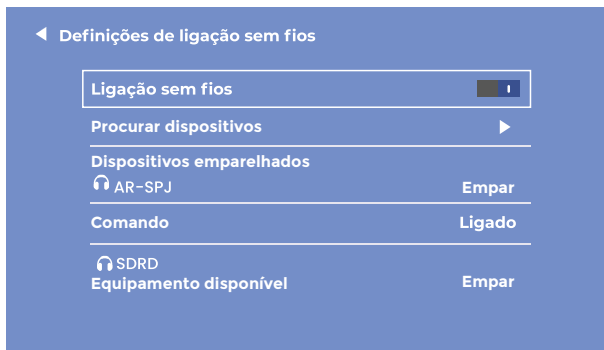 Definições de ligação sem fios
Ligação sem fios
Procurar dispositivos
Dispositivos emparelhados
AR-SPJ Empar
Comando Ligado
SDRD
Equipamento disponível Empar